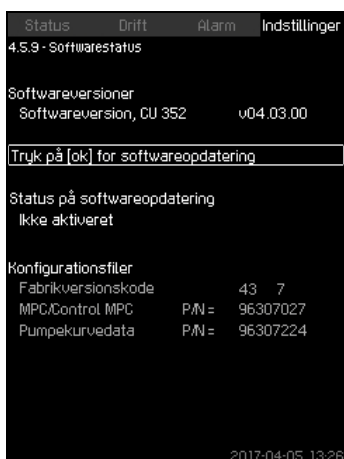 Status Drift Alarm Indstillinger
4.5.9 - Softwarestatus
Softwareversioner
Softwareversion, CU 352 v04.03.00
Tryk på [ok] for softwareopdatering
Status på softwareopdatering
Ikke aktiveret
Konfigurationsfiler
Fabrikversionskode 43 7
MPC/Control MPC P/N = 96307027
Pumpekurvedata P/N = 96307224
2017-04-05 13:26